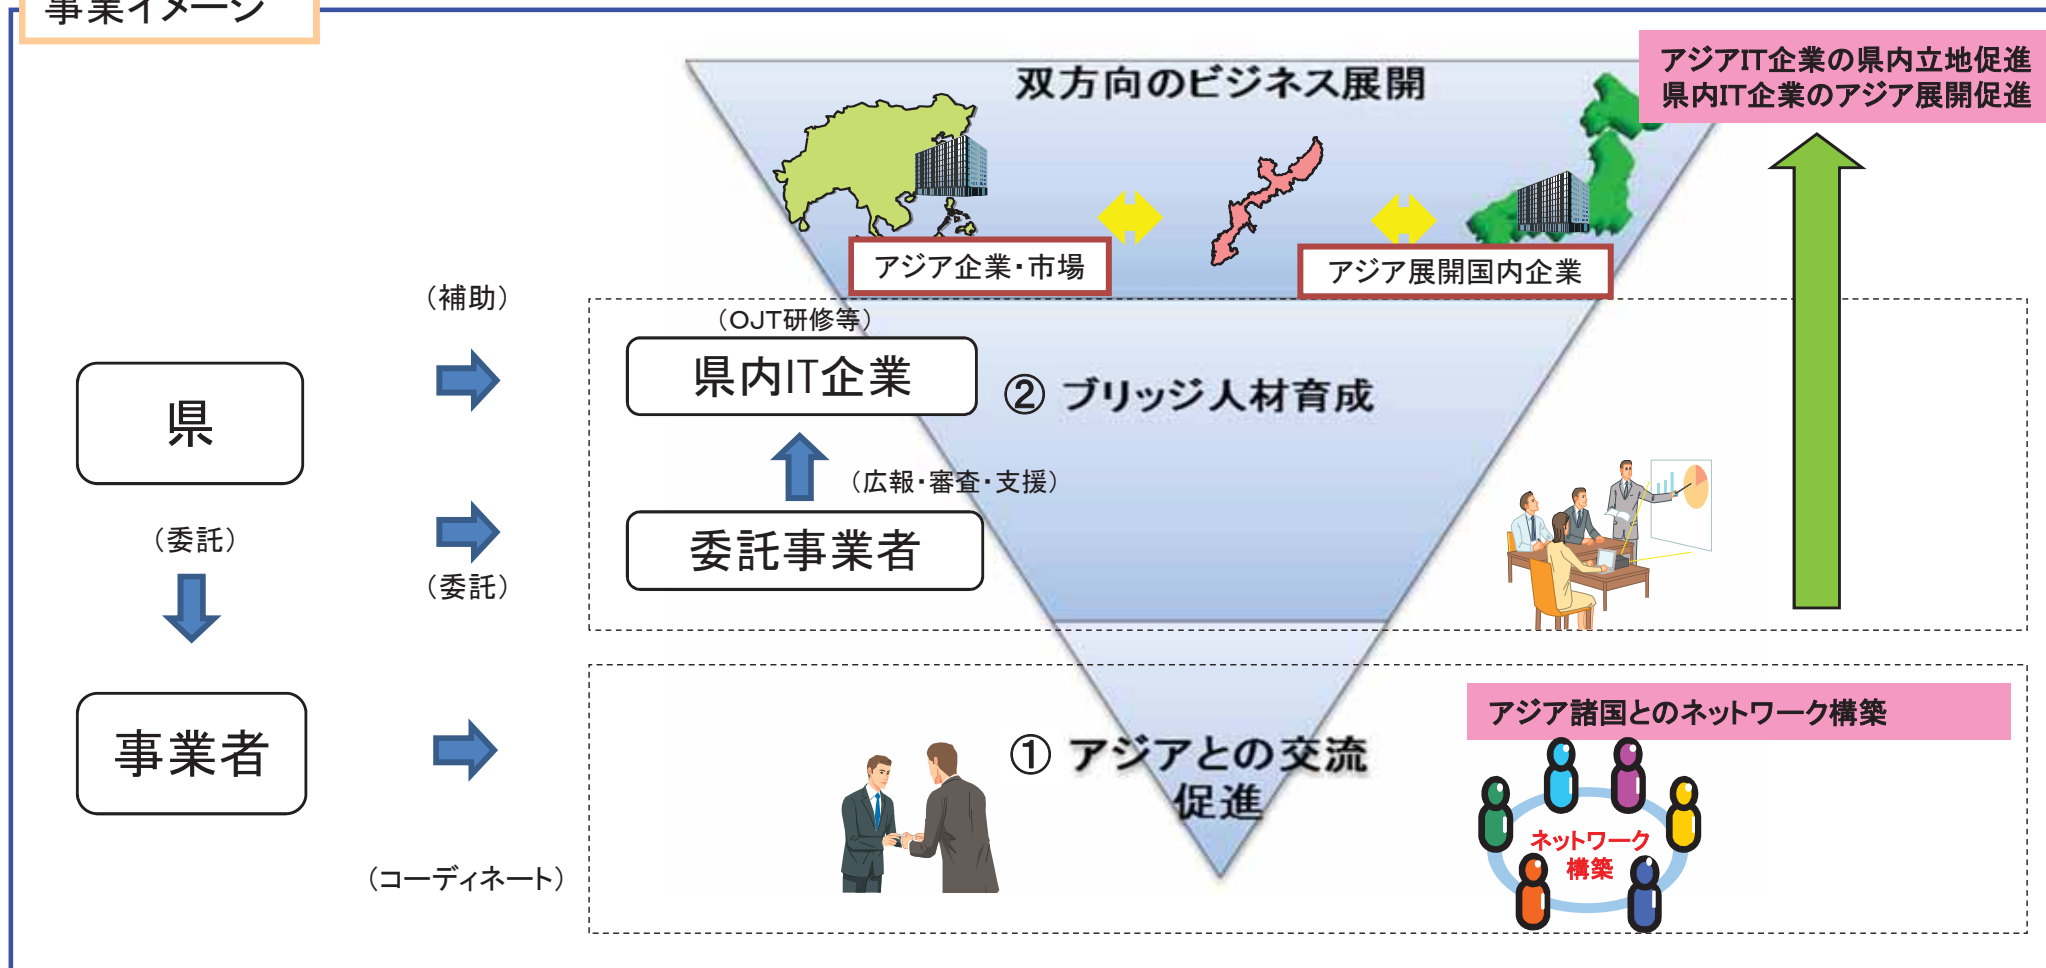 事業イメージ
双方向のビジネス展開
アジアIT企業の県内立地促進
県内IT企業のアジア展開促進
アジア企業・市場
アジア展開国内企業
（補助）
（OJT研修等）
県内IT企業
② ブリッジ人材育成
県
（広報・審査・支援）
（委託）
委託事業者
（委託）
事業者
アジア諸国とのネットワーク構築
① アジアとの交流
促進
ネットワーク
構築
（コーディネート）